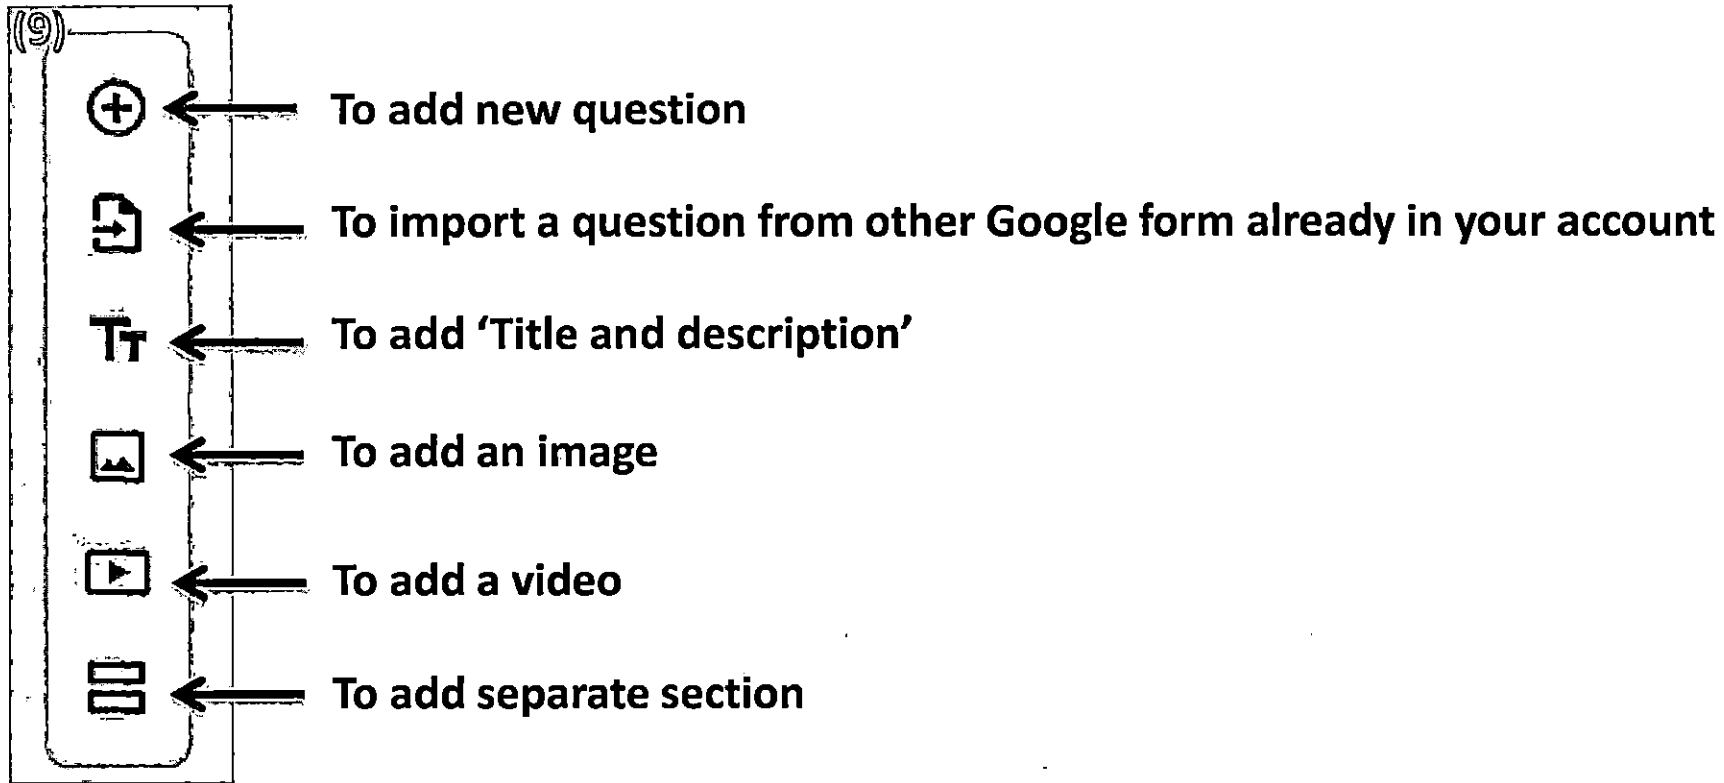 (9)
To add new question
To import a question from other Google form already in your account
Tт
To add ‘Title and description’
To add an image
To add a video
To add separate section